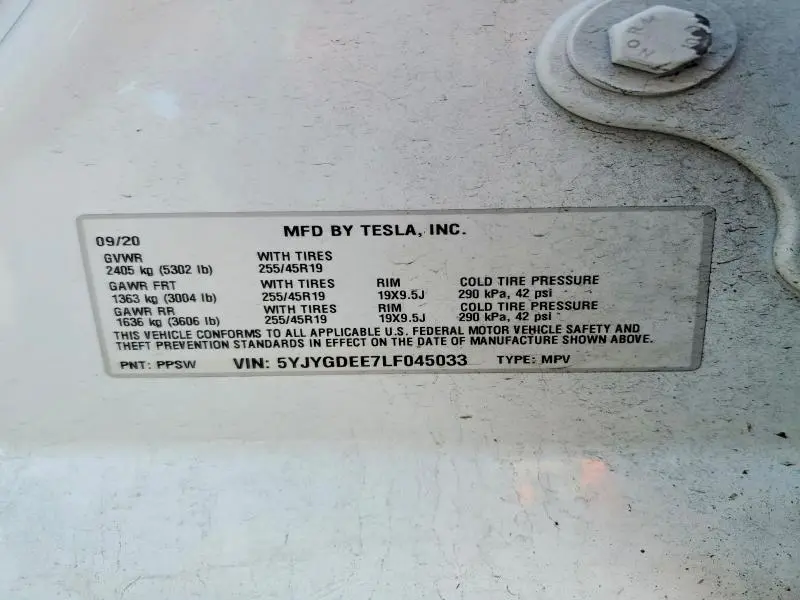 09/20 MFD BY TESLA, INC.
GVWR WITH TIRES
2405 kg (5302 lb) 255/45R19
GAWR FRT WITH TIRES RIM COLD TIRE PRESSURE
1363 kg (3004 lb) 255/45R19 19X9.5J 290 kPa, 42 psi
GAWR RR WITH TIRES RIM COLD TIRE PRESSURE
1636 kg (3606 lb) 255/45R19 19X9.5J 290 kPa, 42 psi
THIS VEHICLE CONFORMS TO ALL APPLICABLE U.S. FEDERAL MOTOR VEHICLE SAFETY AND
THEFT PREVENTION STANDARDS IN EFFECT ON THE DATE OF MANUFACTURE SHOWN ABOVE.
PNT: PPSW VIN: 5YJYGDEE7LF045033 TYPE: MPV